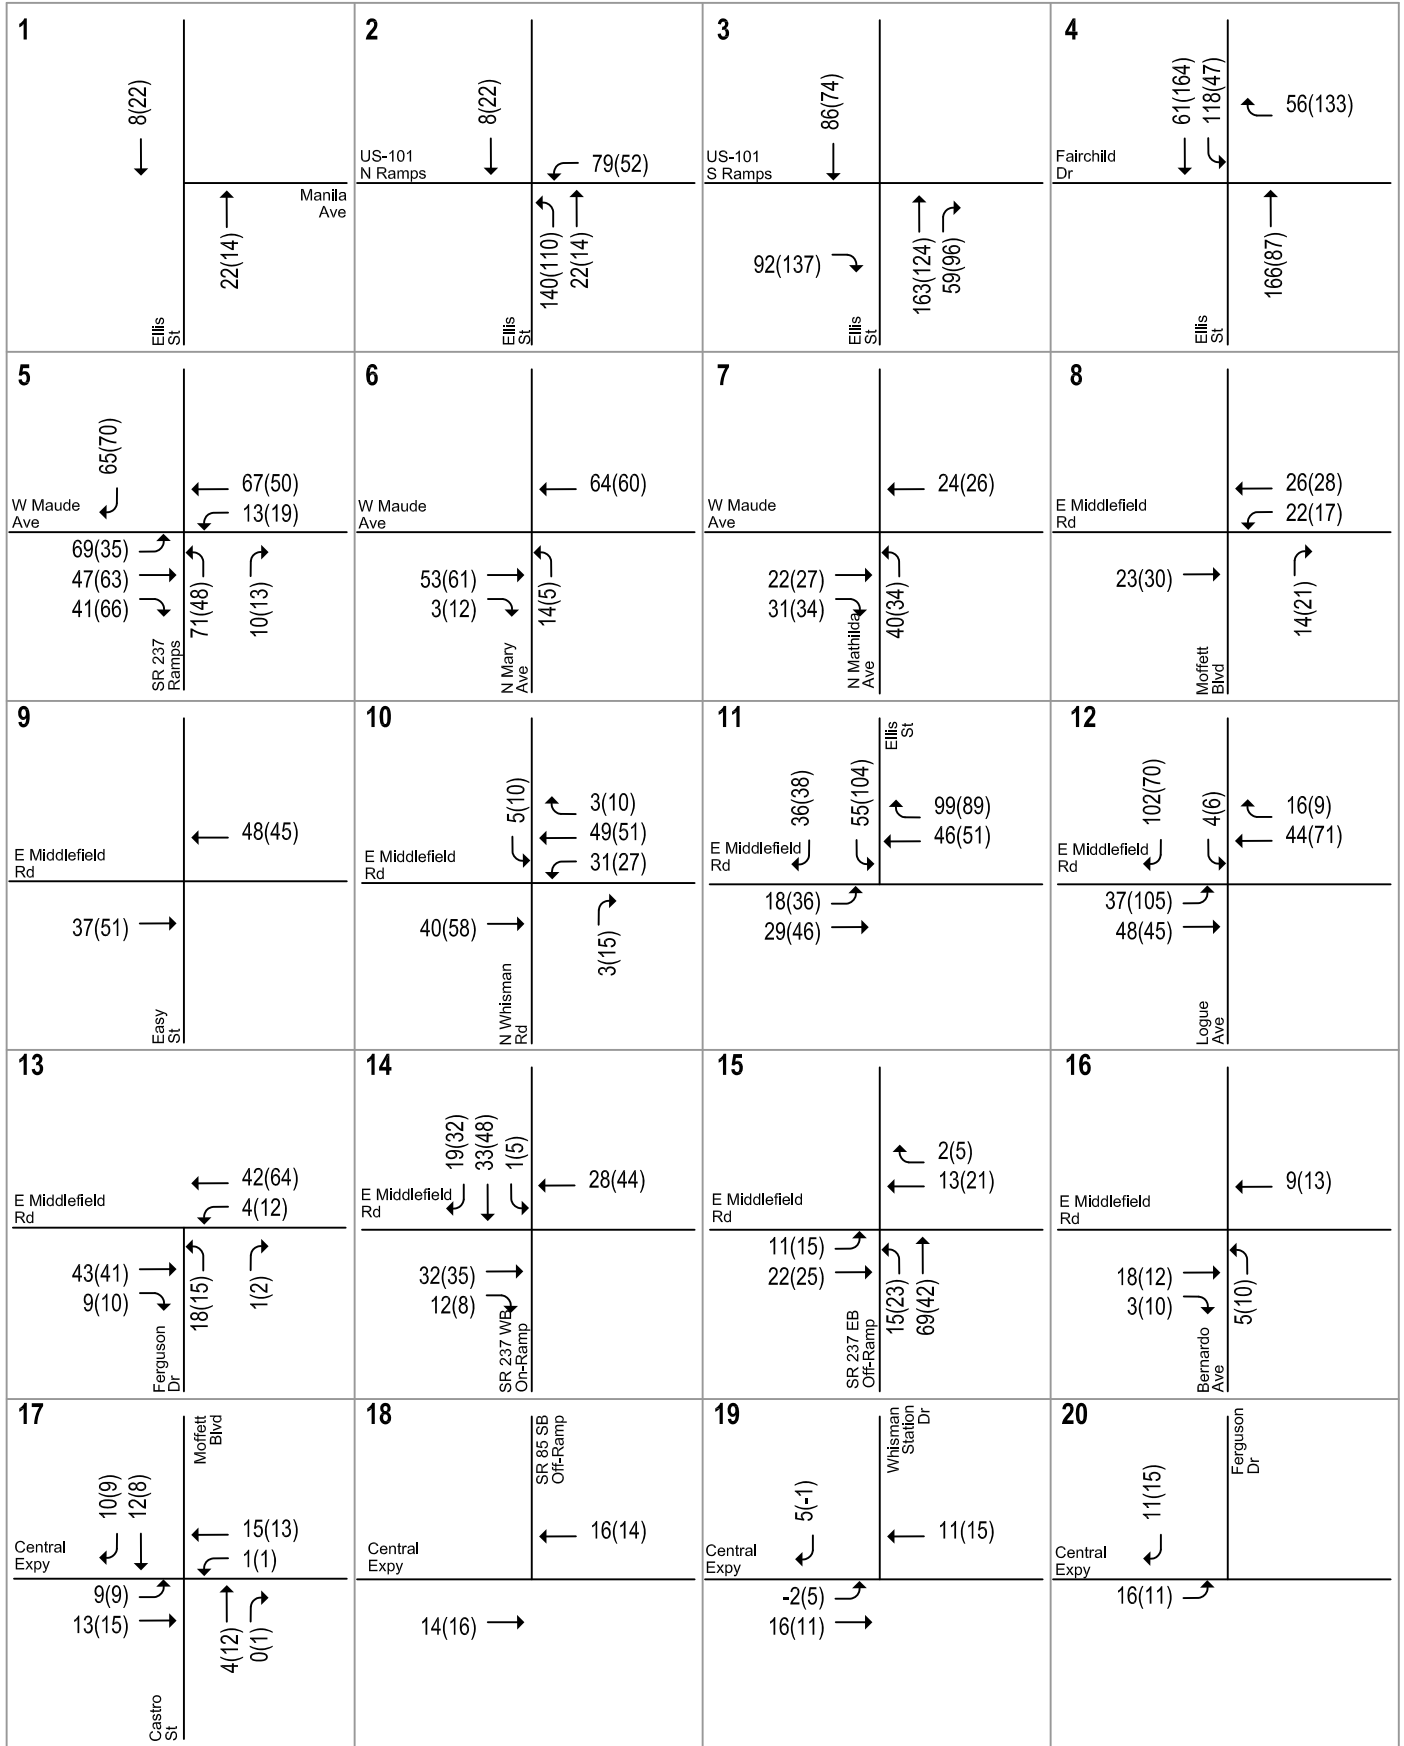 1
8(22)
Manila
Ave
22(14)
Ellis
St
2
8(22)
US-101
N Ramps
79(52)
140(110)
22(14)
Ellis
St
3
86(74)
US-101
S Ramps
92(137)
163(124)
59(96)
Ellis
St
4
61(164)
118(47)
56(133)
Fairchild
Dr
166(87)
Ellis
St
5
65(70)
67(50)
13(19)
W Maude
Ave
69(35)
47(63)
41(66)
71(48)
10(13)
SR 237
Ramps
6
64(60)
W Maude
Ave
53(61)
3(12)
14(5)
N Mary
Ave
7
24(26)
W Maude
Ave
22(27)
31(34)
40(34)
N Mathilda
Ave
8
26(28)
22(17)
E Middlefield
Rd
23(30)
14(21)
Moffett
Blvd
9
48(45)
E Middlefield
Rd
37(51)
Easy
St
10
5(10)
3(10)
49(51)
31(27)
E Middlefield
Rd
40(58)
3(15)
N Whisman
Rd
11
Ellis
St
36(38)
55(104)
99(89)
46(51)
E Middlefield
Rd
18(36)
29(46)
12
102(70)
4(6)
16(9)
44(71)
E Middlefield
Rd
37(105)
48(45)
Logue
Ave
13
42(64)
4(12)
E Middlefield
Rd
43(41)
9(10)
18(15)
1(2)
Ferguson
Dr
14
19(32)
33(48)
1(5)
28(44)
E Middlefield
Rd
32(35)
12(8)
SR 237 WB
On-Ramp
15
2(5)
13(21)
E Middlefield
Rd
11(15)
22(25)
15(23)
69(42)
SR 237 EB
Off-Ramp
16
9(13)
E Middlefield
Rd
18(12)
3(10)
5(10)
Bernardo
Ave
17
Moffett
Blvd
10(9)
12(8)
15(13)
1(1)
Central
Expy
9(9)
13(15)
4(12)
0(1)
Castro
St
18
SR 85 SB
Off-Ramp
16(14)
Central
Expy
14(16)
19
Whisman
Station
Dr
5(-1)
11(15)
Central
Expy
-2(5)
16(11)
20
Ferguson
Dr
11(15)
Central
Expy
16(11)